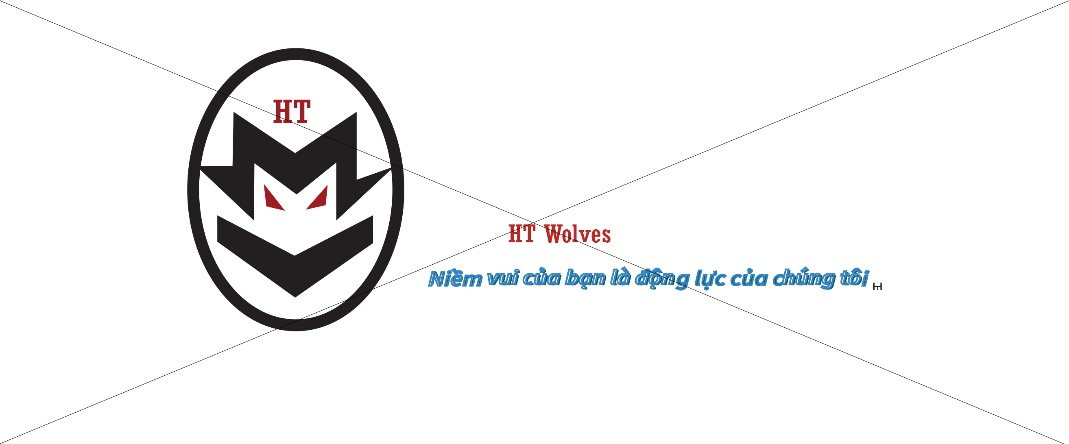 HT
HT Wolves
Niềm vui của bạn là động lực của chúng tôi